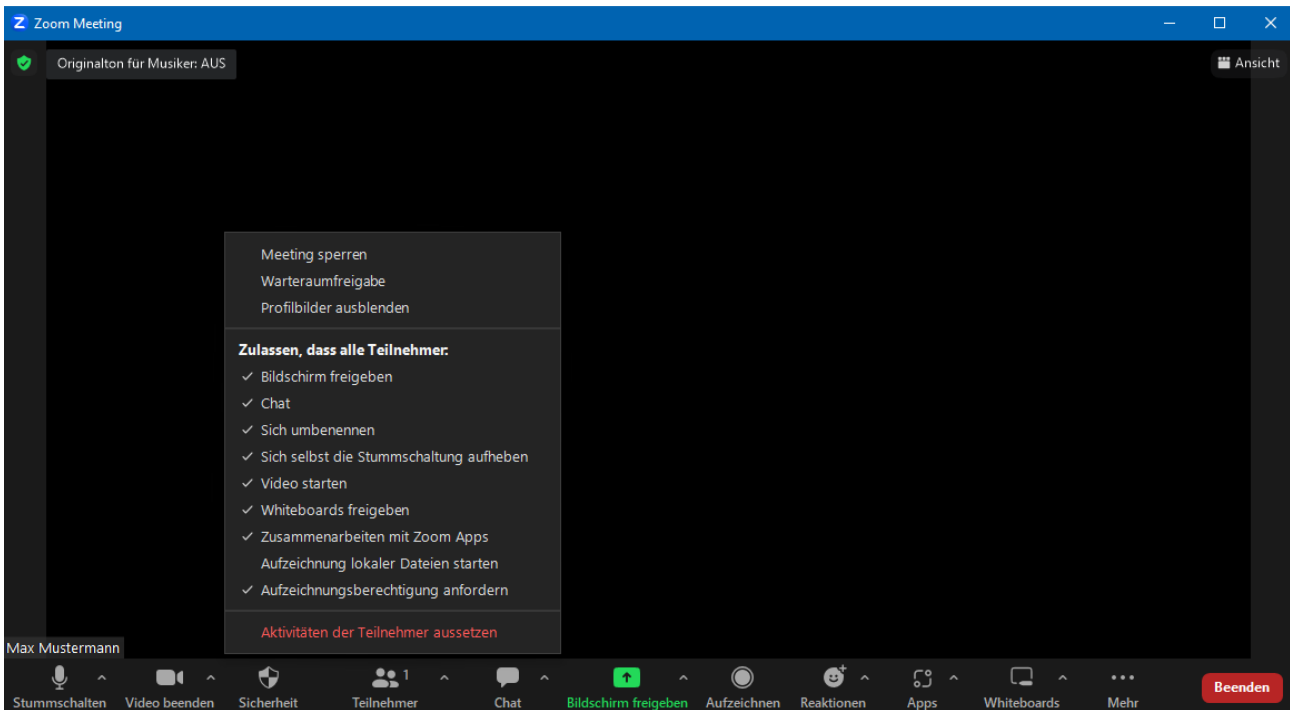 Zoom Meeting
Originalton für Musiker: AUS
Ansicht
Meeting sperren
Warteraumfreigabe
Profilbilder ausblenden
Zulassen, dass alle Teilnehmer:
Bildschirm freigeben
Chat
Sich umbenennen
Sich selbst die Stummschaltung aufheben
Video starten
Whiteboards freigeben
Zusammenarbeiten mit Zoom Apps
Aufzeichnung lokaler Dateien starten
Aufzeichnungsberechtigung anfordern
Aktivitäten der Teilnehmer aussetzen
Max Mustermann
1
Stummschalten Video beenden Sicherheit Teilnehmer Chat Bildschirm freigeben Aufzeichnen Reaktionen Apps Whiteboards Mehr Beenden